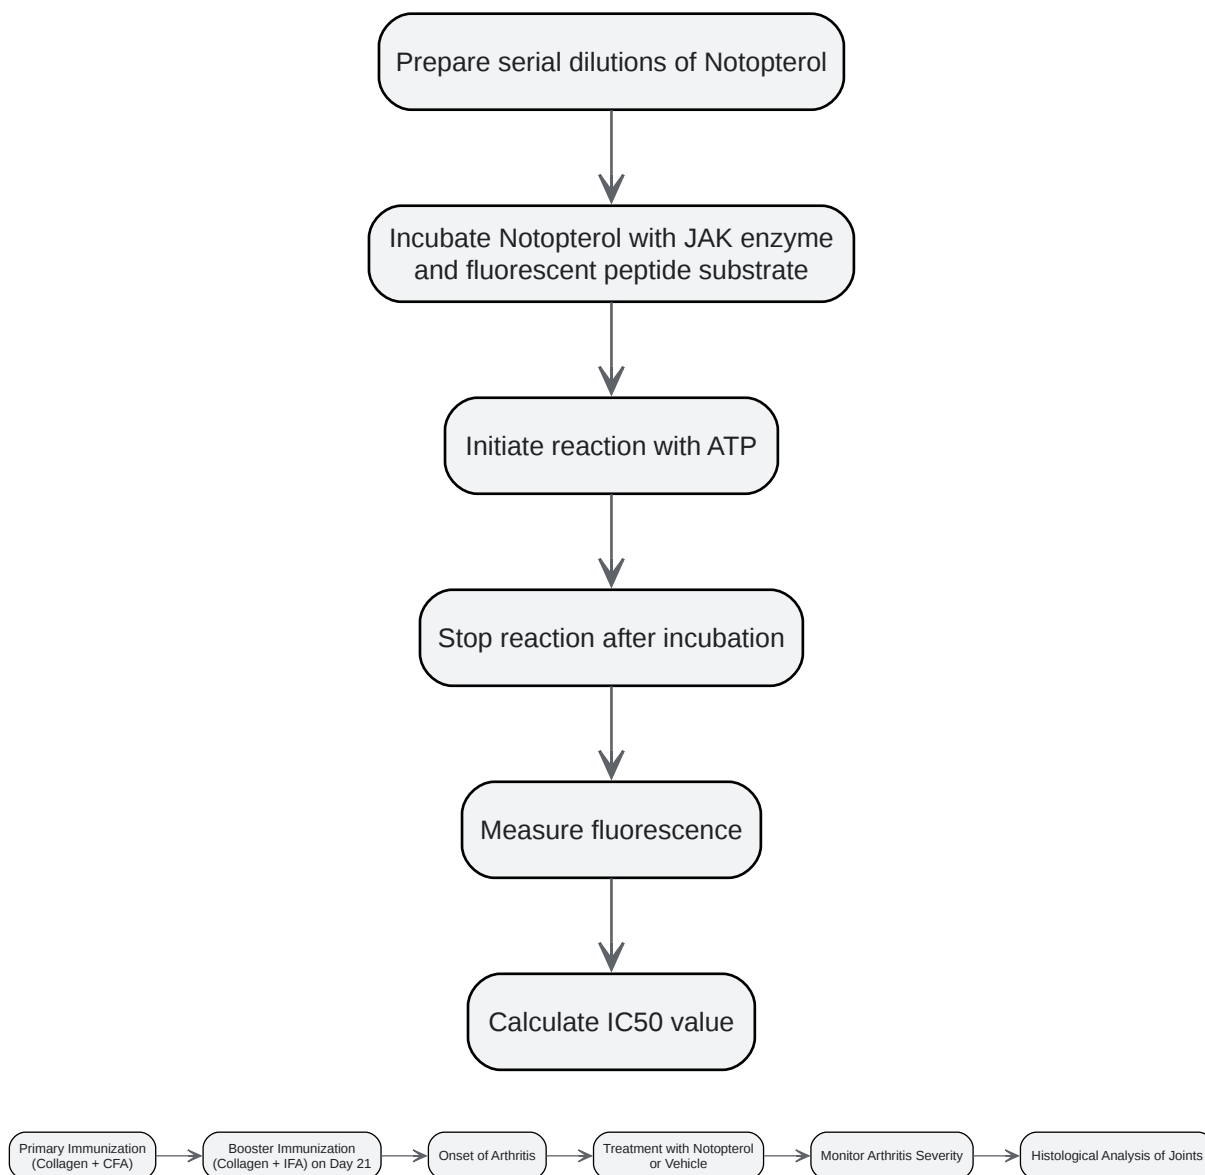 Prepare serial dilutions of Notopterol
Incubate Notopterol with JAK enzyme
and fluorescent peptide substrate
Initiate reaction with ATP
Stop reaction after incubation
Measure fluorescence
Calculate IC50 value
Primary Immunization
(Collagen + CFA)
Booster Immunization
(Collagen + IFA) on Day 21
Onset of Arthritis
Treatment with Notopterol
or Vehicle
Monitor Arthritis Severity
Histological Analysis of Joints